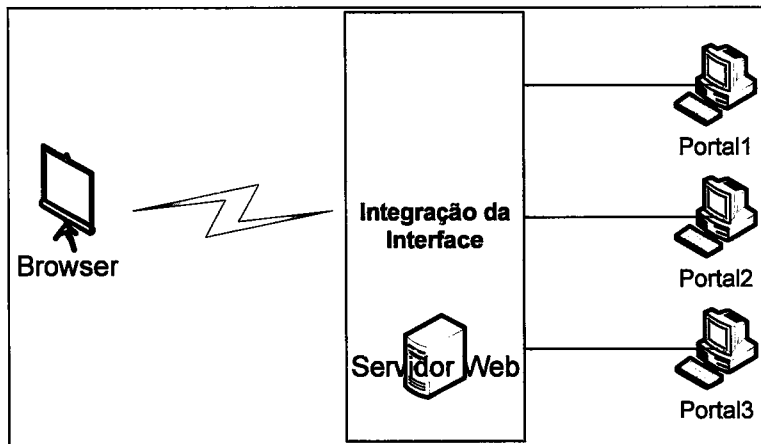 Browser
Integração da
Interface
Servidor Web
Portal1
Portal2
Portal3